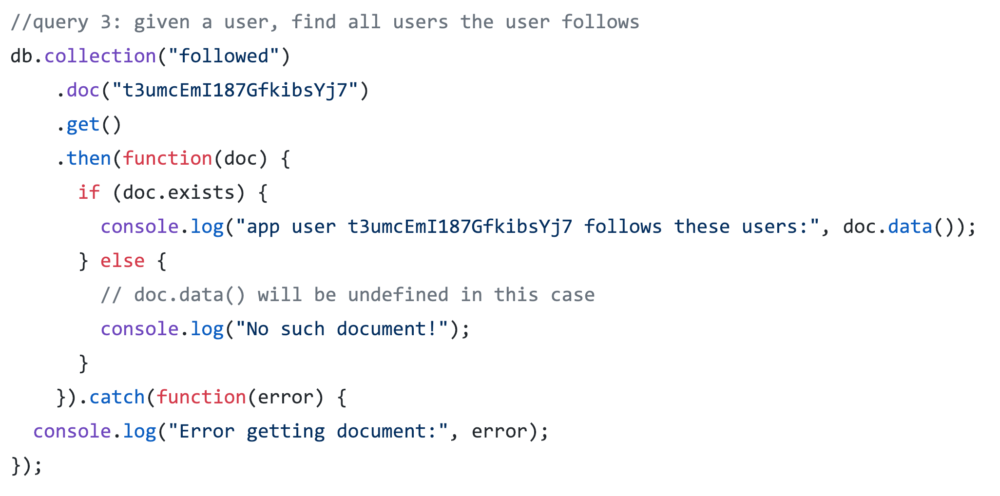 //query 3: given a user, find all users the user follows
db.collection("followed")
    .doc("t3umcEmI187GfkibsYj7")
    .get()
    .then(function(doc) {
      if (doc.exists) {
        console.log("app user t3umcEmI187GfkibsYj7 follows these users:", doc.data());
      } else {
        // doc.data() will be undefined in this case
        console.log("No such document!");
      }
    }).catch(function(error) {
  console.log("Error getting document:", error);
});